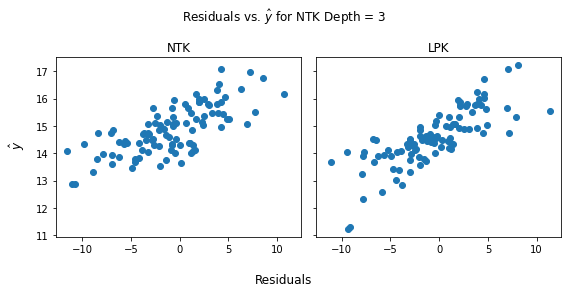 Residuals vs. ŷ for NTK Depth = 3
NTK
LPK
17
16
15
14
13
12
11
ŷ
−10 −5 0 5 10
−10 −5 0 5 10
Residuals